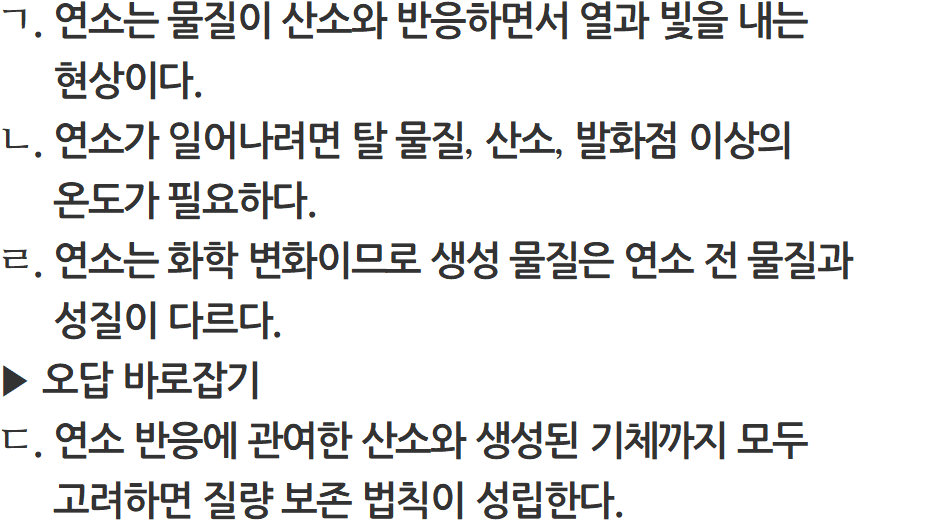 ㄱ. 연소는 물질이 산소와 반응하면서 열과 빛을 내는
현상이다.
ㄴ. 연소가 일어나려면 탈 물질, 산소, 발화점 이상의
온도가 필요하다.
ㄹ. 연소는 화학 변화이므로 생성 물질은 연소 전 물질과
성질이 다르다.
▶ 오답 바로잡기
ㄷ. 연소 반응에 관여한 산소와 생성된 기체까지 모두
고려하면 질량 보존 법칙이 성립한다.